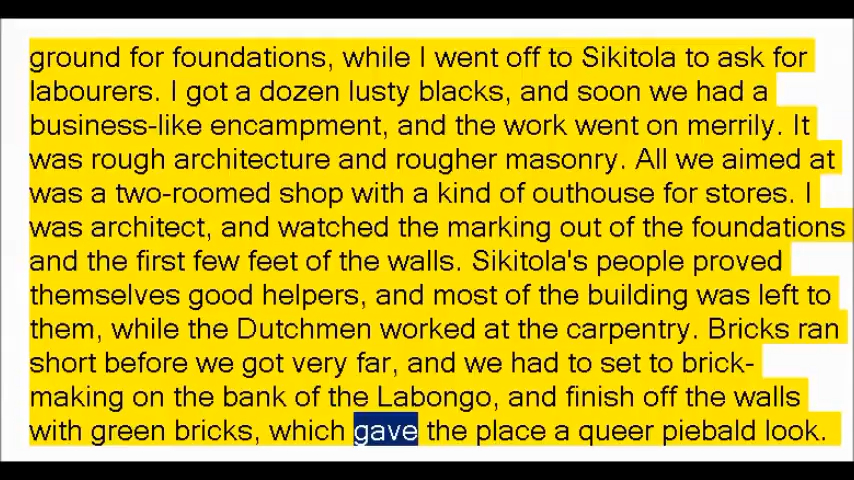 ground for foundations, while I went off to Sikitola to ask for
labourers. I got a dozen lusty blacks, and soon we had a
business-like encampment, and the work went on merrily. It
was rough architecture and rougher masonry. All we aimed at
was a two-roomed shop with a kind of outhouse for stores. I
was architect, and watched the marking out of the foundations
and the first few feet of the walls. Sikitola's people proved
themselves good helpers, and most of the building was left to
them, while the Dutchmen worked at the carpentry. Bricks ran
short before we got very far, and we had to set to brick-
making on the bank of the Labongo, and finish off the walls
with green bricks, which gave the place a queer piebald look.